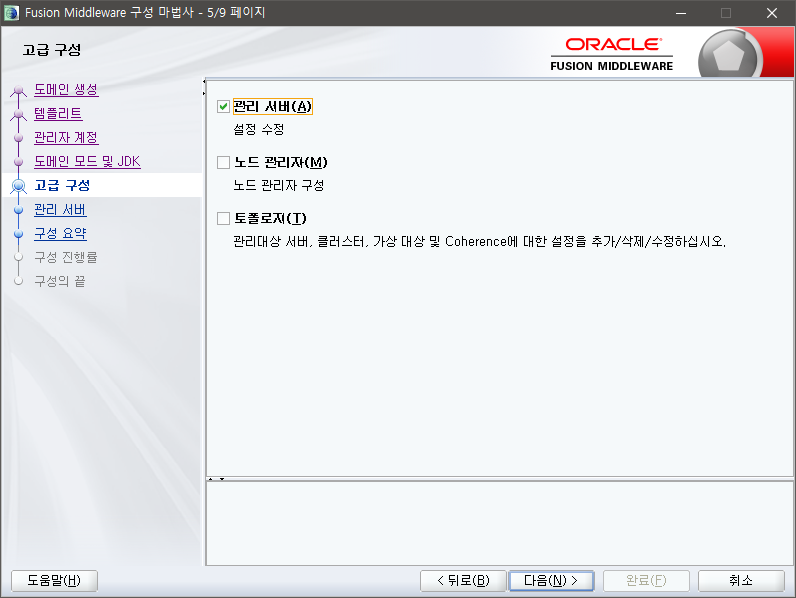 Fusion Middleware 구성 마법사 - 5/9 페이지
고급 구성
ORACLE
FUSION MIDDLEWARE
도메인 생성
템플리트
관리자 계정
도메인 모드 및 JDK
고급 구성
관리 서버
구성 요약
구성 진행률
구성의 끝
관리 서버(A)
설정 수정
노드 관리자(M)
노드 관리자 구성
토폴로지(T)
관리대상 서버, 클러스터, 가상 대상 및 Coherence에 대한 설정을 추가/삭제/수정하십시오.
도움말(H)
< 뒤로(B)
다음(N) >
완료(F)
취소